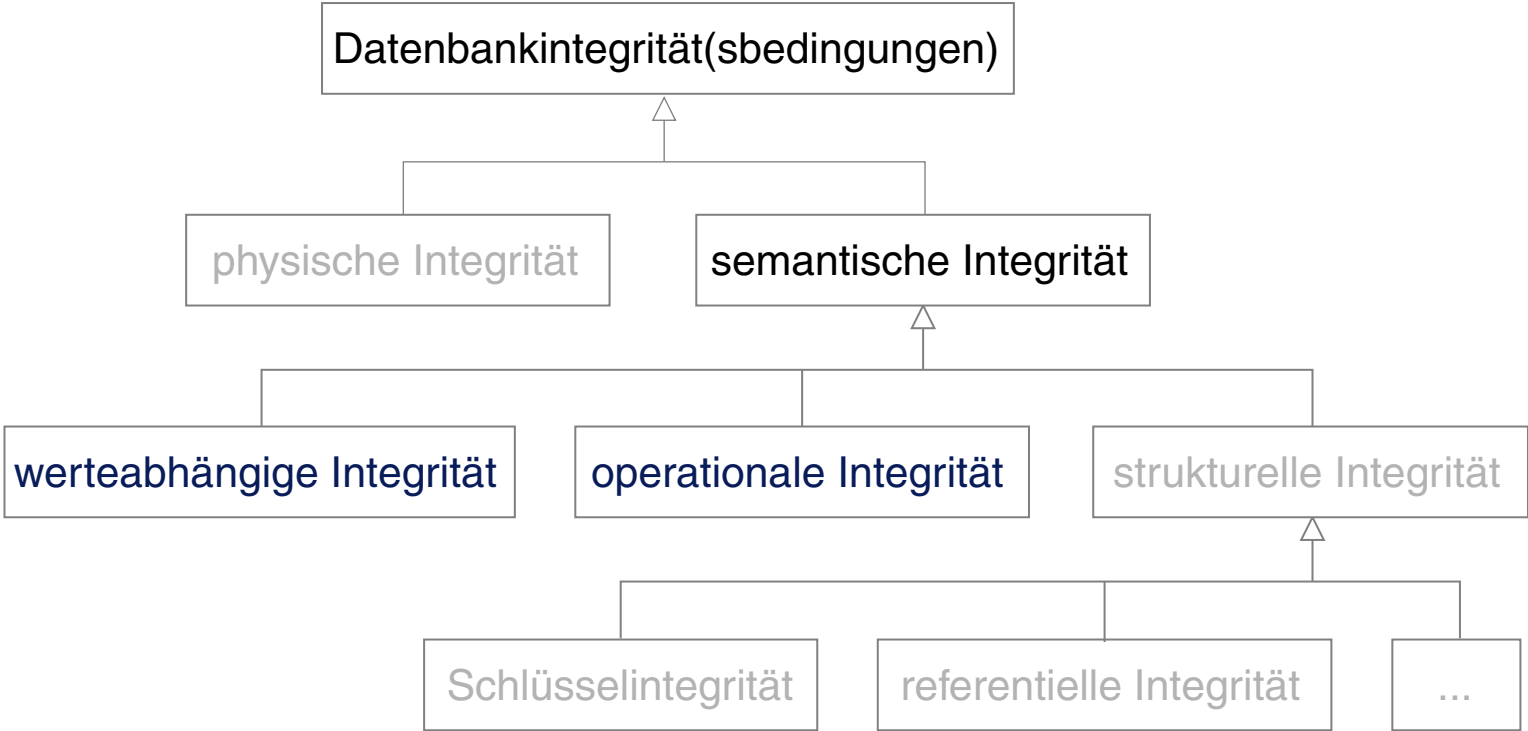 Datenbankintegrität(sbedingungen)
physische Integrität
semantische Integrität
werteabhängige Integrität
operationale Integrität
strukturelle Integrität
Schlüsselintegrität
referentielle Integrität
...